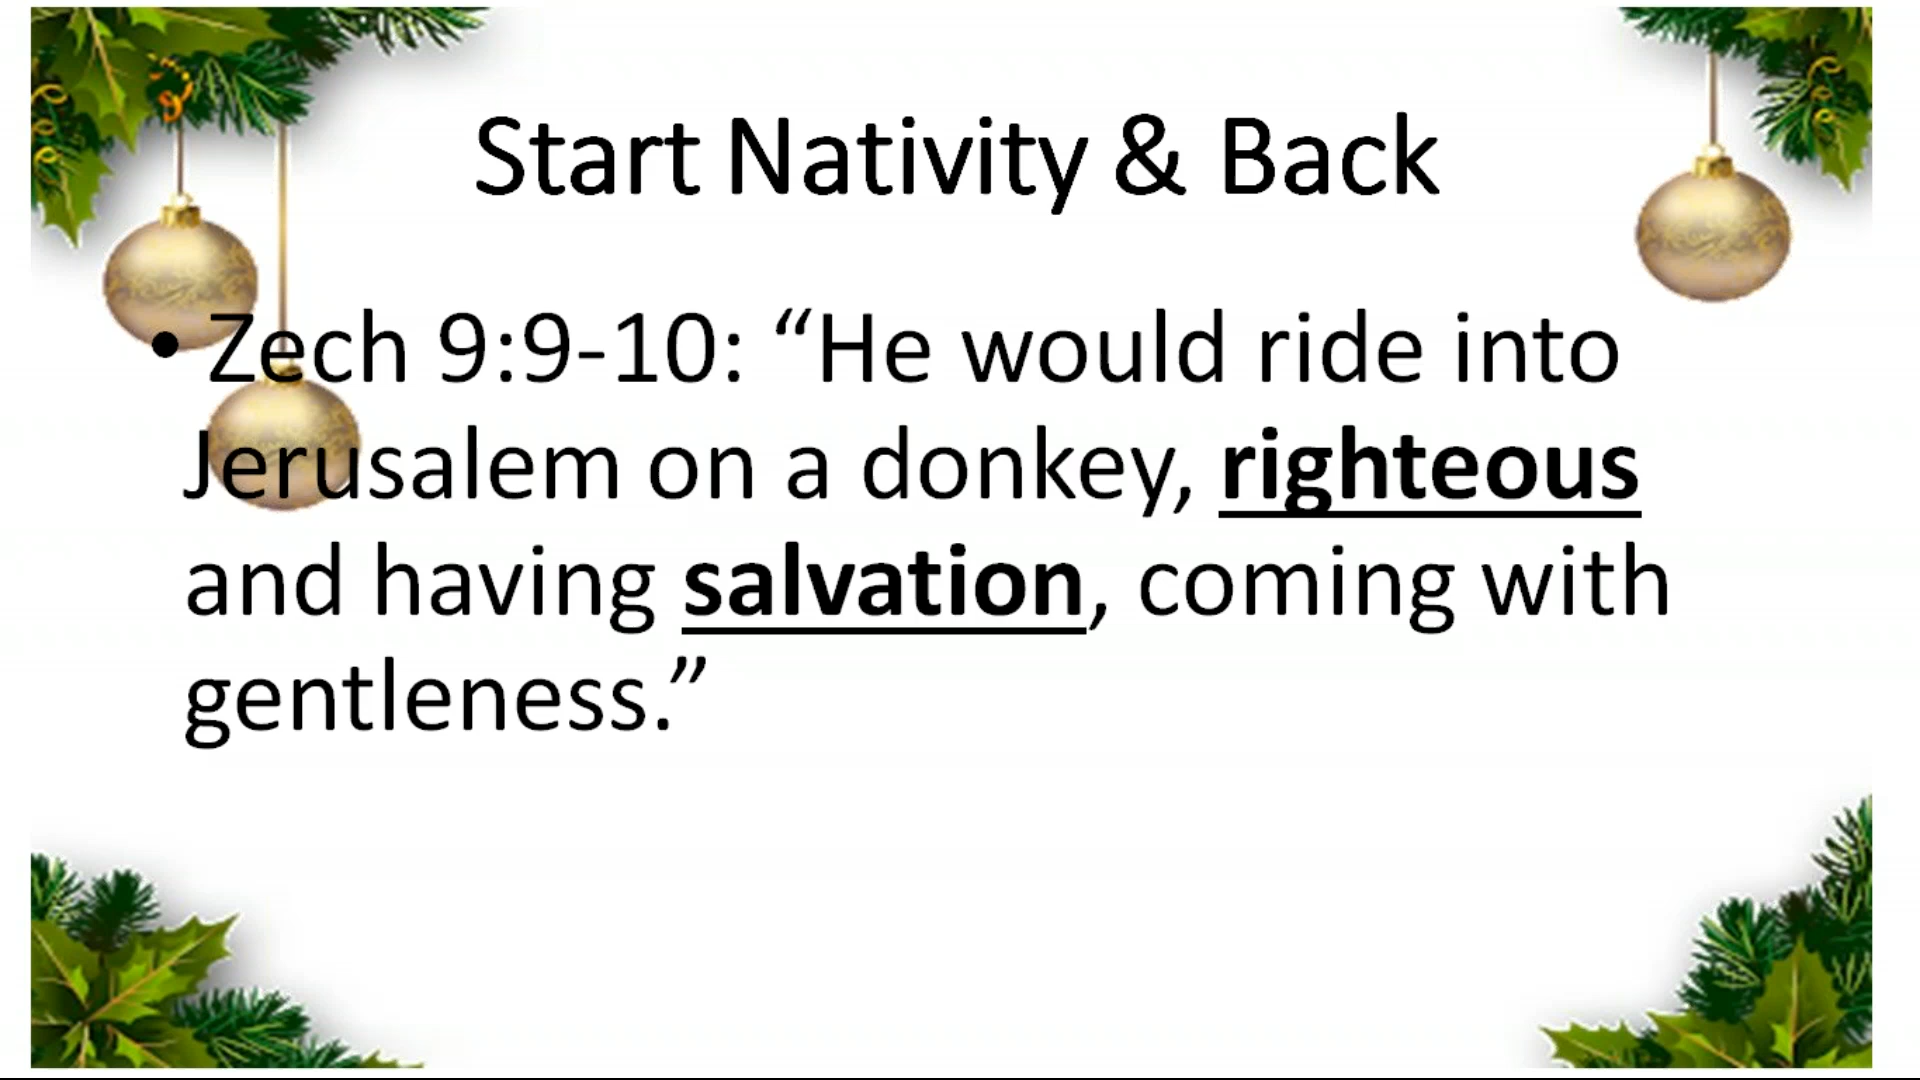 Start Nativity & Back
• Zech 9:9-10: “He would ride into
Jerusalem on a donkey, righteous
and having salvation, coming with
gentleness.”